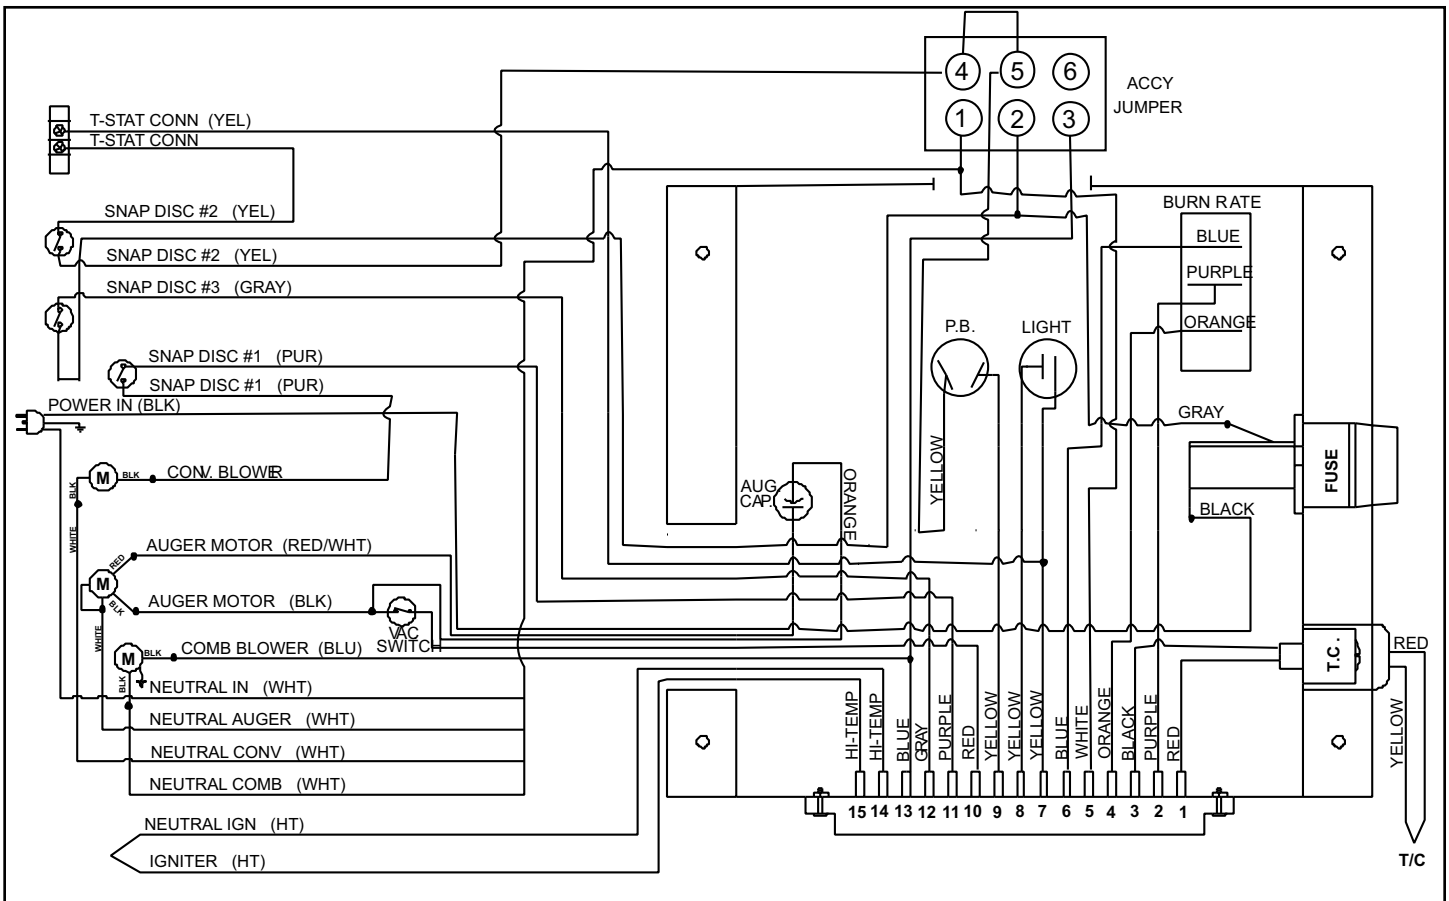 4 5 6
ACCY
JUMPER
1 2 3
T-STAT CONN (YEL)
T-STAT CONN
SNAP DISC #2 (YEL)
SNAP DISC #2 (YEL)
SNAP DISC #3 (GRAY)
SNAP DISC #1 (PUR)
SNAP DISC #1 (PUR)
POWER IN (BLK)
M BLK CONV. BLOWER
BLK
WHITE
AUGER MOTOR (RED/WHT)
RED
M
BLK
AUGER MOTOR (BLK)
WHITE
VAC
SWITCH
COMB BLOWER (BLU)
M BLK
BLK
NEUTRAL IN (WHT)
NEUTRAL AUGER (WHT)
NEUTRAL CONV (WHT)
NEUTRAL COMB (WHT)
NEUTRAL IGN (HT)
IGNITER (HT)
BURN RATE
BLUE
PURPLE
ORANGE
P.B.
LIGHT
YELLOW
AUG.
CAP.
ORANGE
GRAY
FUSE
BLACK
T.C.
RED
YELLOW
T/C
HI-TEMP
HI-TEMP
BLUE
GRAY
PURPLE
RED
YELLOW
YELLOW
YELLOW
BLUE
WHITE
ORANGE
BLACK
PURPLE
RED
15 14 13 12 11 10 9 8 7 6 5 4 3 2 1